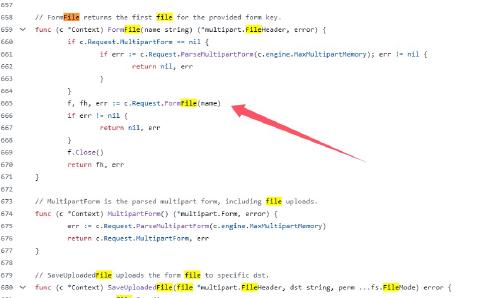 657
658 // FormFile returns the first file for the provided form key.
659 func (c *Context) FormFile(name string) (*multipart.FileHeader, error) {
660 if c.Request.MultipartForm == nil {
661 if err := c.Request.ParseMultipartForm(c.engine.MaxMultipartMemory); err != nil {
662 return nil, err
663 }
664 }
665 f, fh, err := c.Request.FormFile(name)
666 if err != nil {
667 return nil, err
668 }
669 f.Close()
670 return fh, err
671 }
672
673 // MultipartForm is the parsed multipart form, including file uploads.
674 func (c *Context) MultipartForm() (*multipart.Form, error) {
675 err := c.Request.ParseMultipartForm(c.engine.MaxMultipartMemory)
676 return c.Request.MultipartForm, err
677 }
678
679 // SaveUploadedFile uploads the form file to specific dst.
680 func (c *Context) SaveUploadedFile(file *multipart.FileHeader, dst string, perm ...fs.FileMode) error {